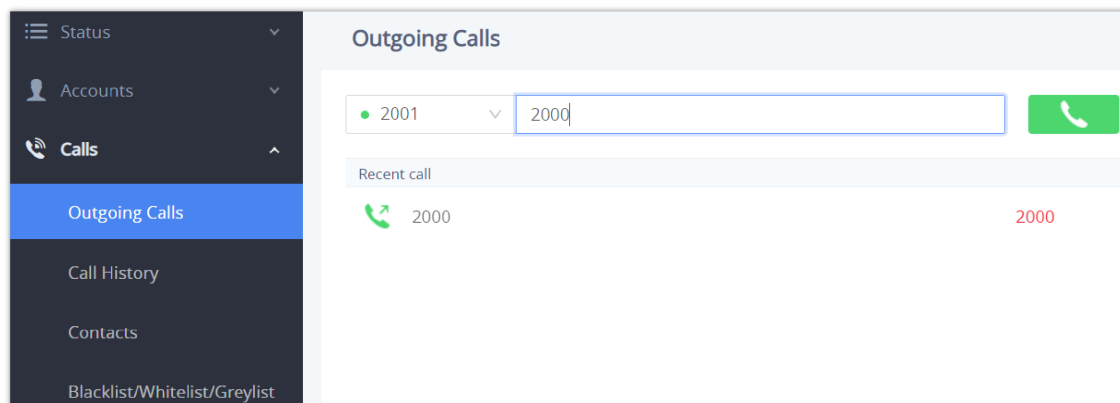 Status
Accounts
Calls
Outgoing Calls
Call History
Contacts
Blacklist/Whitelist/Greylist
Outgoing Calls
2001 2000
Recent call
2000 2000